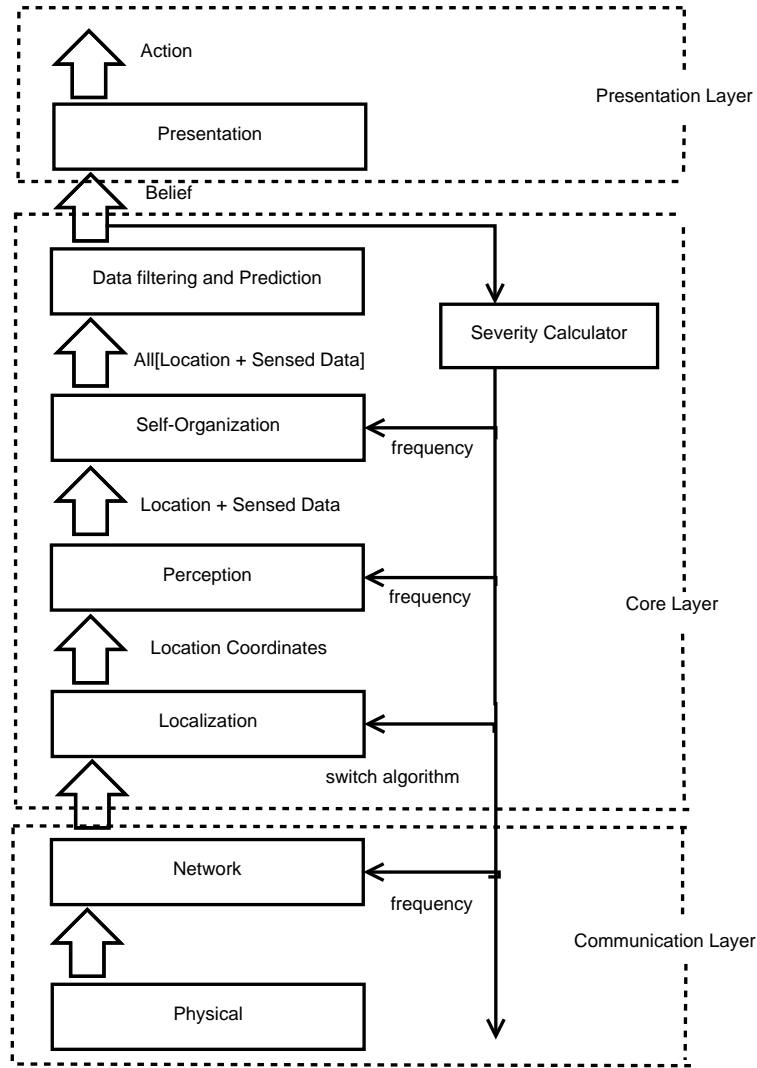 Action
Presentation Layer
Presentation
Belief
Data filtering and Prediction
Severity Calculator
All[Location + Sensed Data]
Self-Organization
frequency
Location + Sensed Data
Perception
frequency
Core Layer
Location Coordinates
Localization
switch algorithm
Network
frequency
Communication Layer
Physical